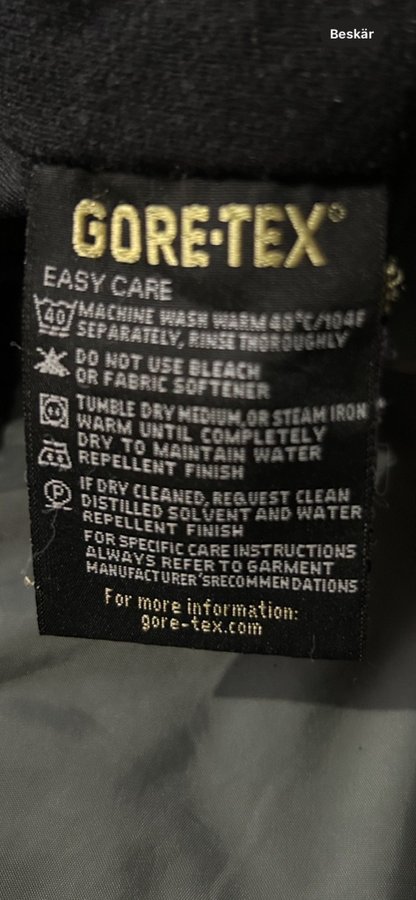 Beskär
GORE-TEX®
EASY CARE
40
MACHINE WASH WARM 40°C/104F
SEPARATELY, RINSE THOROUGHLY
DO NOT USE BLEACH
OR FABRIC SOFTENER
TUMBLE DRY MEDIUM, OR STEAM IRON
WARM UNTIL COMPLETELY
DRY TO MAINTAIN WATER
REPELLENT FINISH
P
IF DRY CLEANED, REQUEST CLEAN
DISTILLED SOLVENT AND WATER
REPELLENT FINISH
FOR SPECIFIC CARE INSTRUCTIONS
ALWAYS REFER TO GARMENT
MANUFACTURER'S RECOMMENDATIONS
For more information:
gore-tex.com